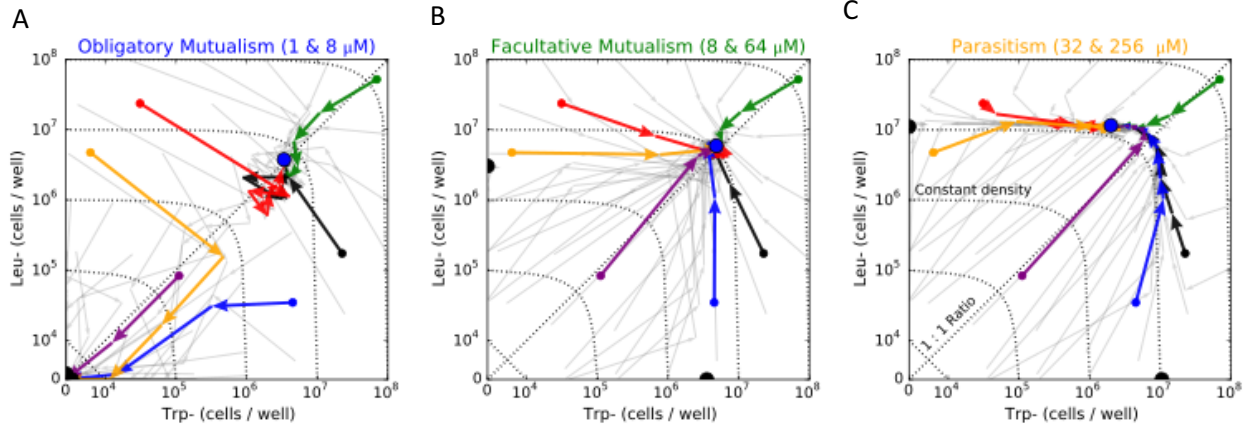 A
B
C
Obligatory Mutualism (1 & 8 μM)
Facultative Mutualism (8 & 64 μM)
Parasitism (32 & 256 μM)
Leu- (cells / well)
10⁸
10⁷
10⁶
10⁵
10⁴
0
0
10⁴
10⁵
10⁶
10⁷
10⁸
Trp- (cells / well)
Leu- (cells / well)
10⁸
10⁷
10⁶
10⁵
10⁴
0
0
10⁴
10⁵
10⁶
10⁷
10⁸
Trp- (cells / well)
Leu- (cells / well)
10⁸
10⁷
10⁶
10⁵
10⁴
0
Constant density
1 : 1 Ratio
0
10⁴
10⁵
10⁶
10⁷
10⁸
Trp- (cells / well)